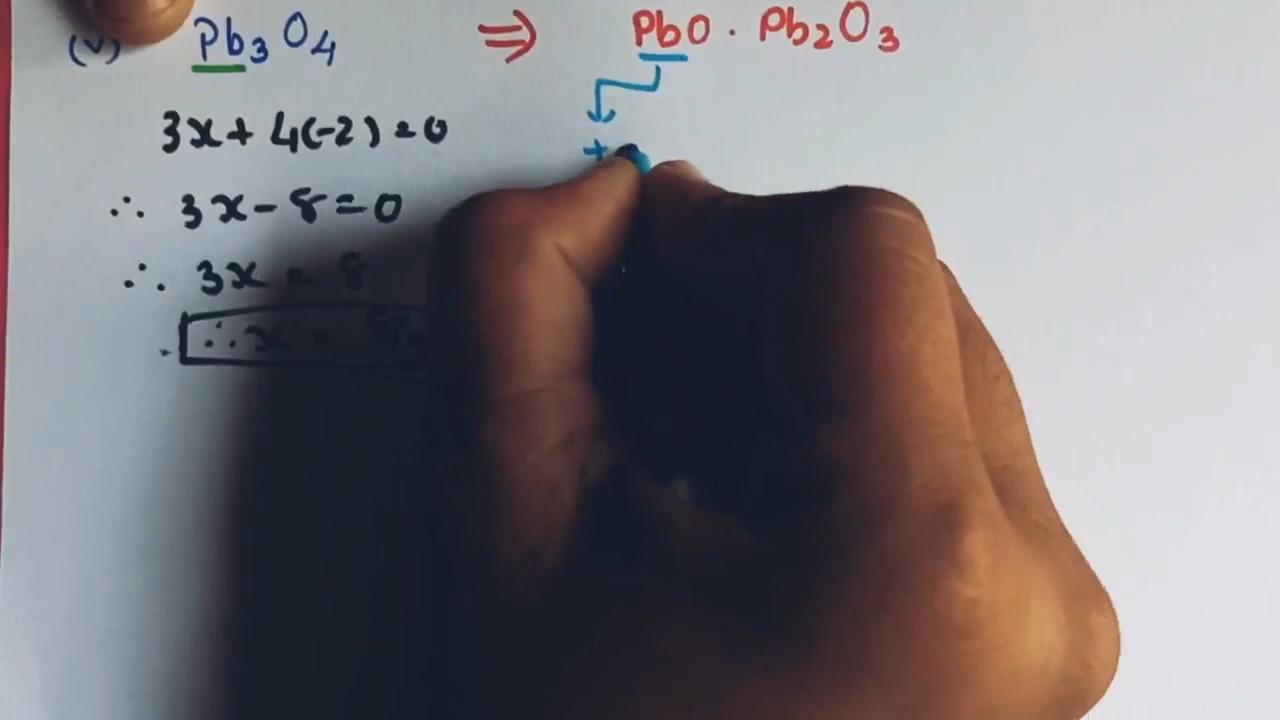 (v) Pb₃O₄ ⇒ PbO · Pb₂O₃
3x + 4(-2) = 0
∴ 3x - 8 = 0
∴ 3x = 8
∴ x =
+